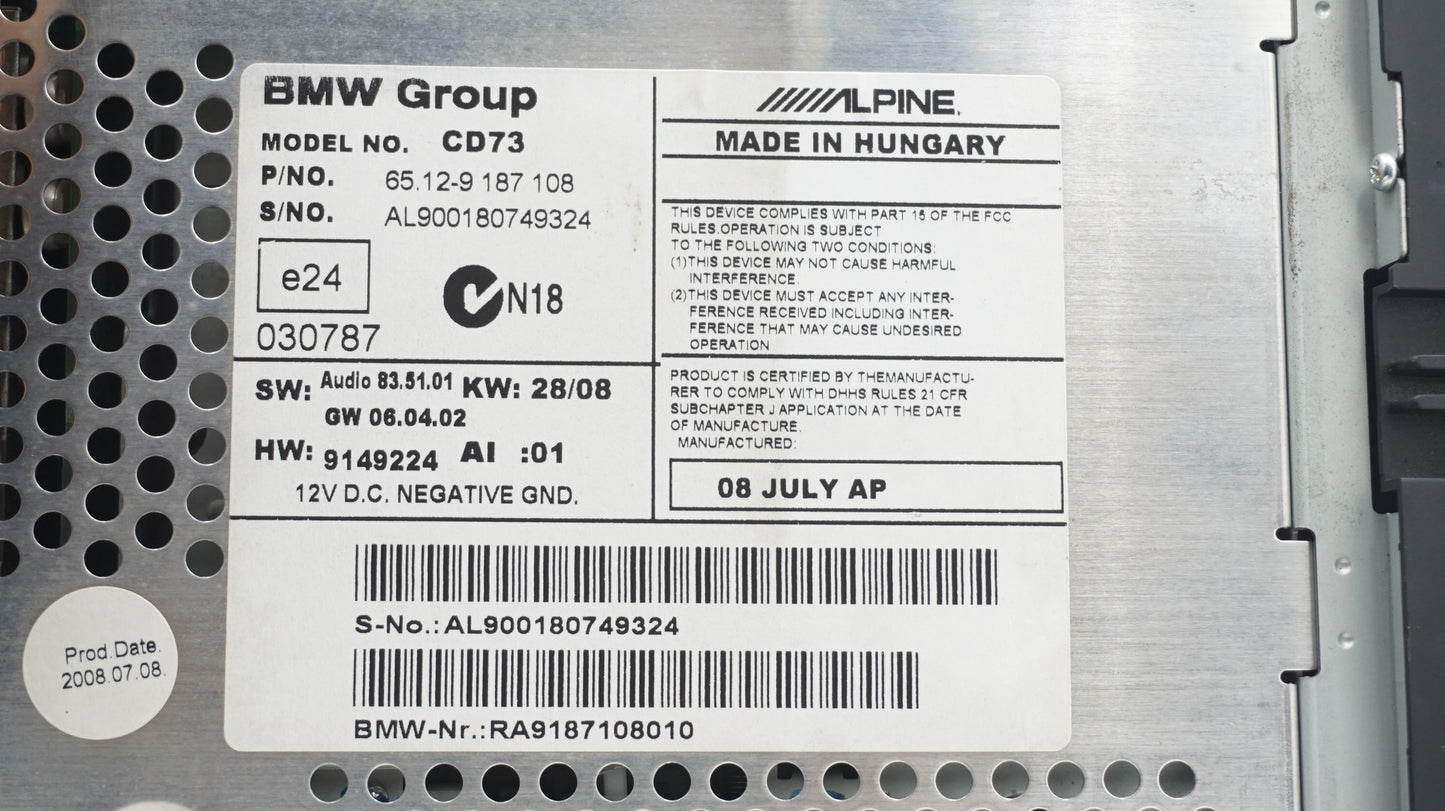 BMW Group
MODEL NO. CD73
P/NO. 65.12-9 187 108
S/NO. AL900180749324
e24
N18
030787
SW: Audio 83.51.01 KW: 28/08
GW 06.04.02
HW: 9149224 AI :01
12V D.C. NEGATIVE GND.
ALPINE.
MADE IN HUNGARY
THIS DEVICE COMPLIES WITH PART 15 OF THE FCC
RULES.OPERATION IS SUBJECT
TO THE FOLLOWING TWO CONDITIONS:
(1)THIS DEVICE MAY NOT CAUSE HARMFUL
INTERFERENCE.
(2)THIS DEVICE MUST ACCEPT ANY INTER-
FERENCE RECEIVED INCLUDING INTER-
FERENCE THAT MAY CAUSE UNDESIRED
OPERATION
PRODUCT IS CERTIFIED BY THEMANUFACTU-
RER TO COMPLY WITH DHHS RULES 21 CFR
SUBCHAPTER J APPLICATION AT THE DATE
OF MANUFACTURE.
MANUFACTURED:
08 JULY AP
S-No.:AL900180749324
BMW-Nr.:RA9187108010
Prod.Date.
2008.07.08.